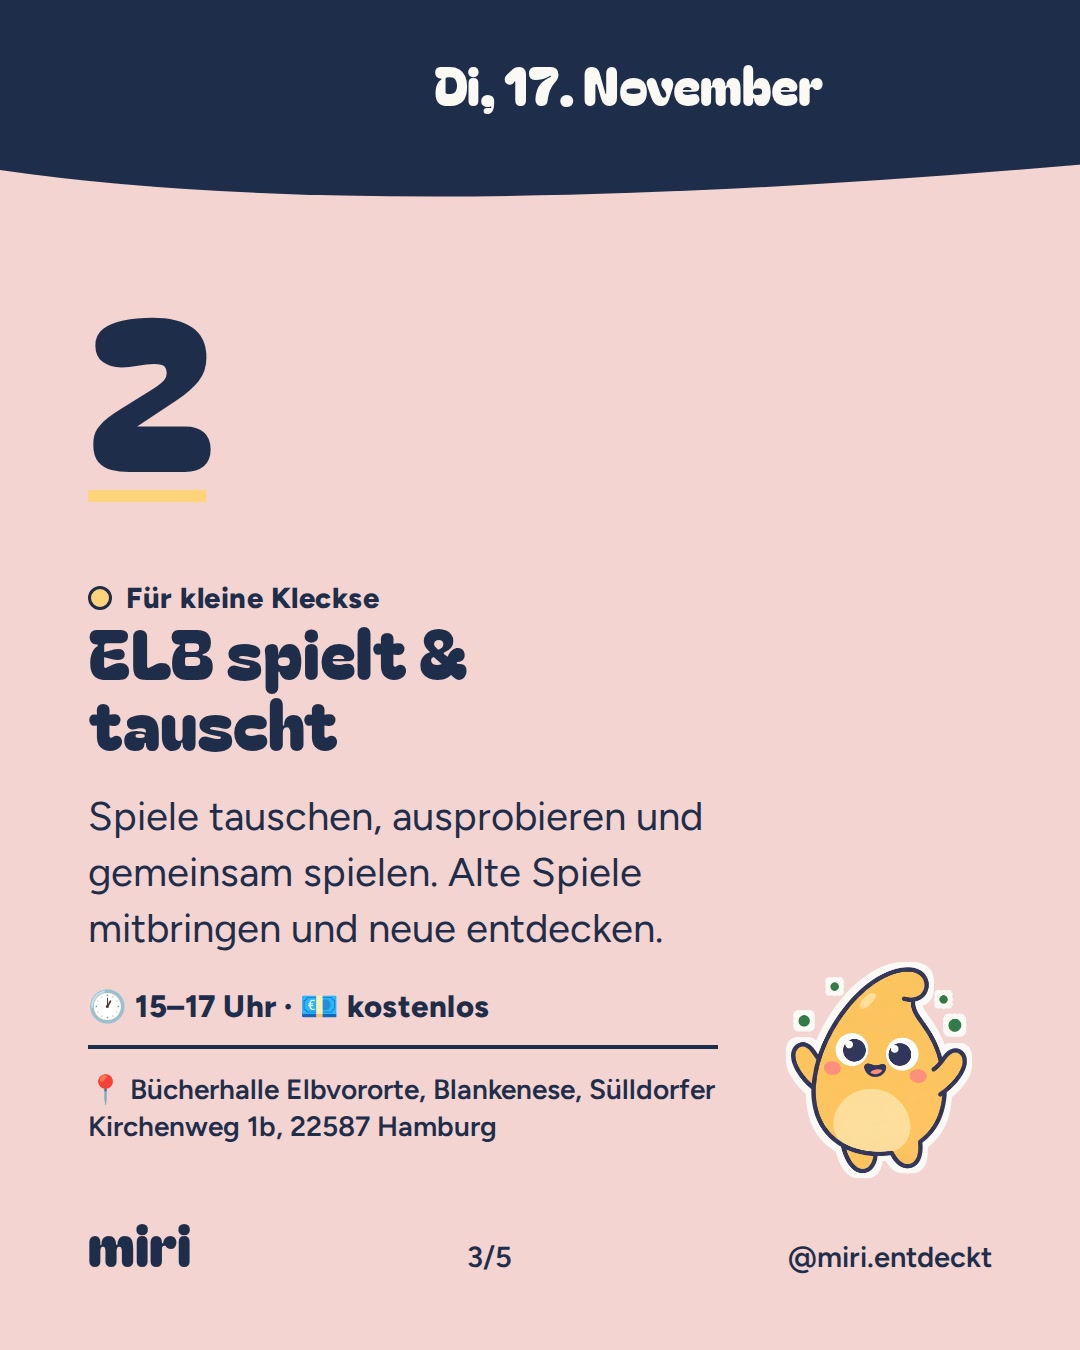 Di, 17. November
2
Für kleine Kleckse
ELB spielt &
tauscht
Spiele tauschen, ausprobieren und
gemeinsam spielen. Alte Spiele
mitbringen und neue entdecken.
🕐 15–17 Uhr · 💶 kostenlos
📍 Bücherhalle Elbvororte, Blankenese, Sülldorfer
Kirchenweg 1b, 22587 Hamburg
miri
3/5
@miri.entdeckt